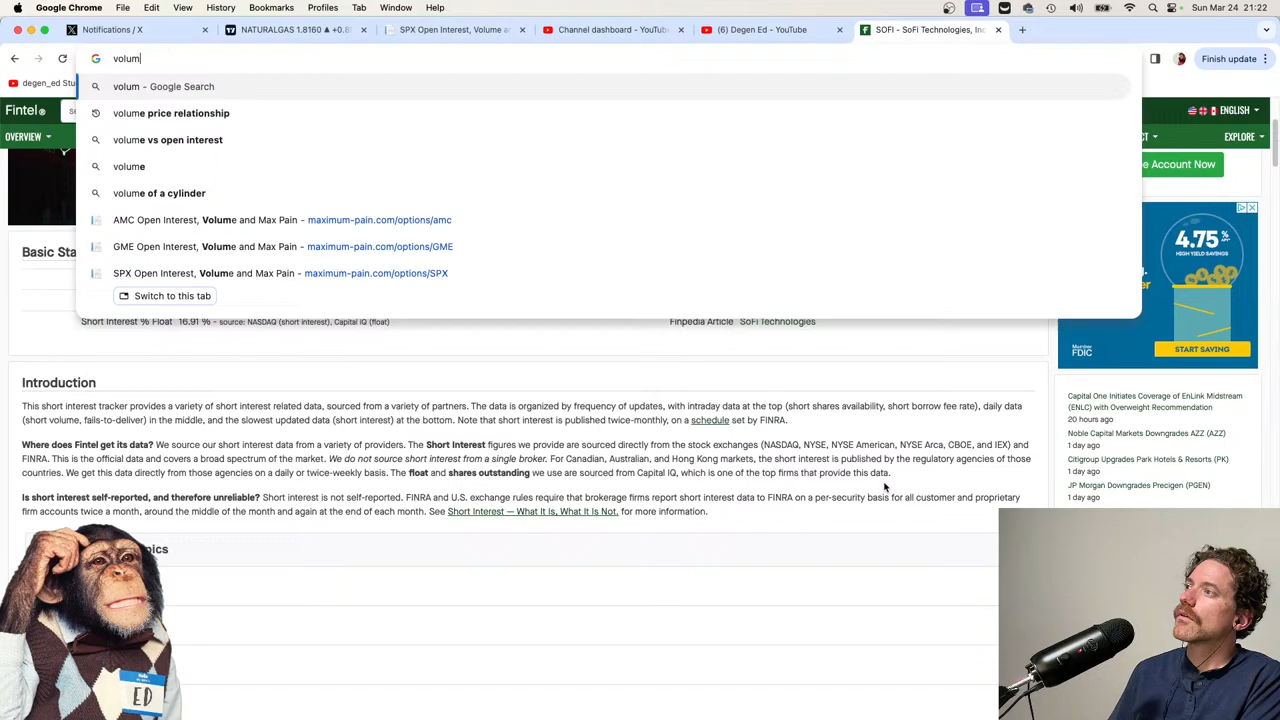 Google Chrome File Edit View History Bookmarks Profiles Tab Window Help
Sun Mar 24 21:22
Notifications / X
NATURALGAS 1.8160 ▲ +0.8
SPX Open Interest, Volume a
Channel dashboard - YouTube
(6) Degen Ed - YouTube
SOFI - SoFi Technologies, Inc
volum
Finish update
degen_ed Stu
volum - Google Search
volume price relationship
volume vs open interest
volume
volume of a cylinder
AMC Open Interest, Volume and Max Pain - maximum-pain.com/options/amc
GME Open Interest, Volume and Max Pain - maximum-pain.com/options/GME
SPX Open Interest, Volume and Max Pain - maximum-pain.com/options/SPX
Switch to this tab
Fintel
se
ENGLISH
OVERVIEW
CT
EXPLORE
e Account Now
Basic Sta
Short Interest % Float 16.91 % - source: NASDAQ (short interest), Capital IQ (float)
Finpedia Article SoFi Technologies
4.75% APY
HIGH YIELD SAVINGS
er
Member
FDIC
START SAVING
Introduction
This short interest tracker provides a variety of short interest related data, sourced from a variety of partners. The data is organized by frequency of updates, with intraday data at the top (short shares availability, short borrow fee rate), daily data
(short volume, fails-to-deliver) in the middle, and the slowest updated data (short interest) at the bottom. Note that short interest is published twice-monthly, on a schedule set by FINRA.
Where does Fintel get its data? We source our short interest data from a variety of providers. The Short Interest figures we provide are sourced directly from the stock exchanges (NASDAQ, NYSE, NYSE American, NYSE Arca, CBOE, and IEX) and
FINRA. This is the official data and covers a broad spectrum of the market. We do not source our short interest from a single broker. For Canadian, Australian, and Hong Kong markets, the short interest is published by the regulatory agencies of those
countries. We get this data directly from those agencies on a daily or twice-weekly basis. The float and shares outstanding we use are sourced from Capital IQ, which is one of the top firms that provide this data.
Is short interest self-reported, and therefore unreliable? Short interest is not self-reported. FINRA and U.S. exchange rules require that brokerage firms report short interest data to FINRA on a per-security basis for all customer and proprietary
firm accounts twice a month, around the middle of the month and again at the end of each month. See Short Interest — What It Is, What It Is Not. for more information.
pics
Capital One Initiates Coverage of EnLink Midstream
(ENLC) with Overweight Recommendation
20 hours ago
Noble Capital Markets Downgrades AZZ (AZZ)
1 day ago
Citigroup Upgrades Park Hotels & Resorts (PK)
1 day ago
JP Morgan Downgrades Precigen (PGEN)
1 day ago
ED